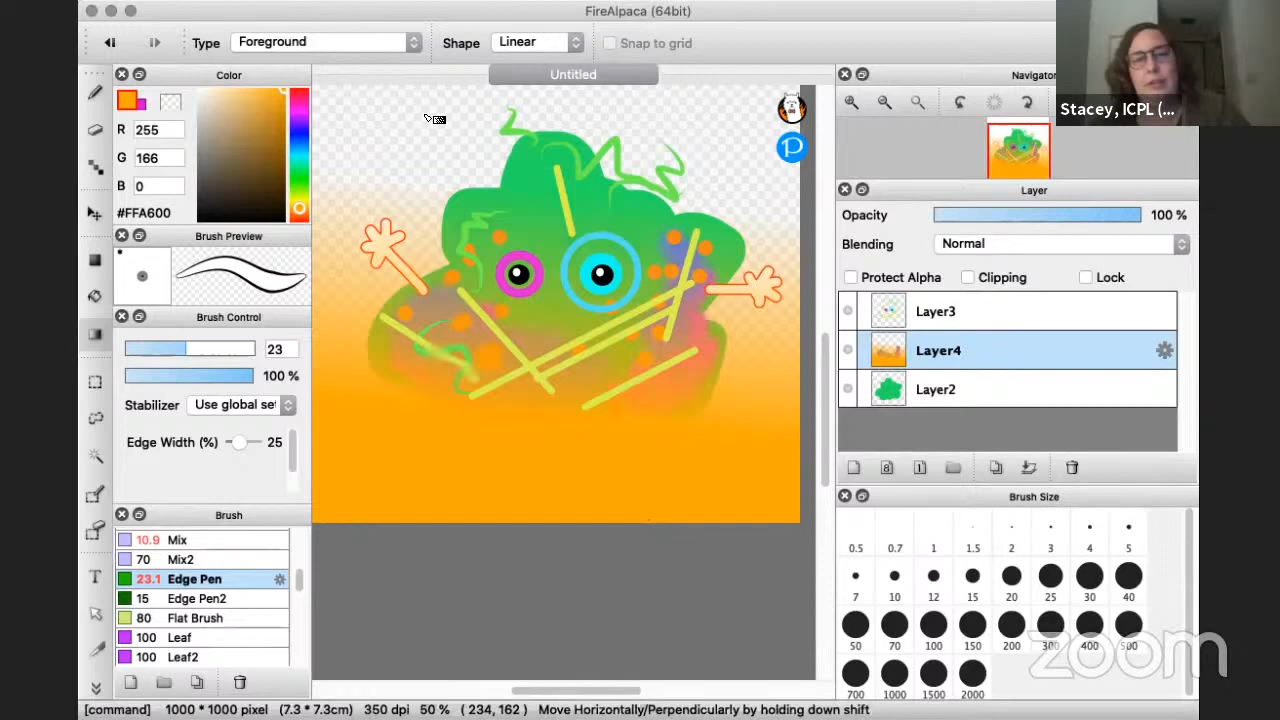 FireAlpaca (64bit)
Type Foreground Shape Linear Snap to grid
Color
R 255
G 166
B 0
#FFA600
Brush Preview
Brush Control
23
100 %
Stabilizer Use global set
Edge Width (%) 25
Brush
10.9 Mix
70 Mix2
23.1 Edge Pen
15 Edge Pen2
80 Flat Brush
100 Leaf
100 Leaf2
Untitled
P
Navigator
Stacey, ICPL (...
Layer
Opacity 100 %
Blending Normal
Protect Alpha Clipping Lock
Layer3
Layer4
Layer2
8 1
Brush Size
0.5 0.7 1 1.5 2 3 4 5
7 10 12 15 20 25 30 40
50 70 100 150 200 300 400 500
700 1000 1500 2000
zoom
T
[command] 1000 * 1000 pixel (7.3 * 7.3cm) 350 dpi 50 % ( 234, 162 ) Move Horizontally/Perpendicularly by holding down shift